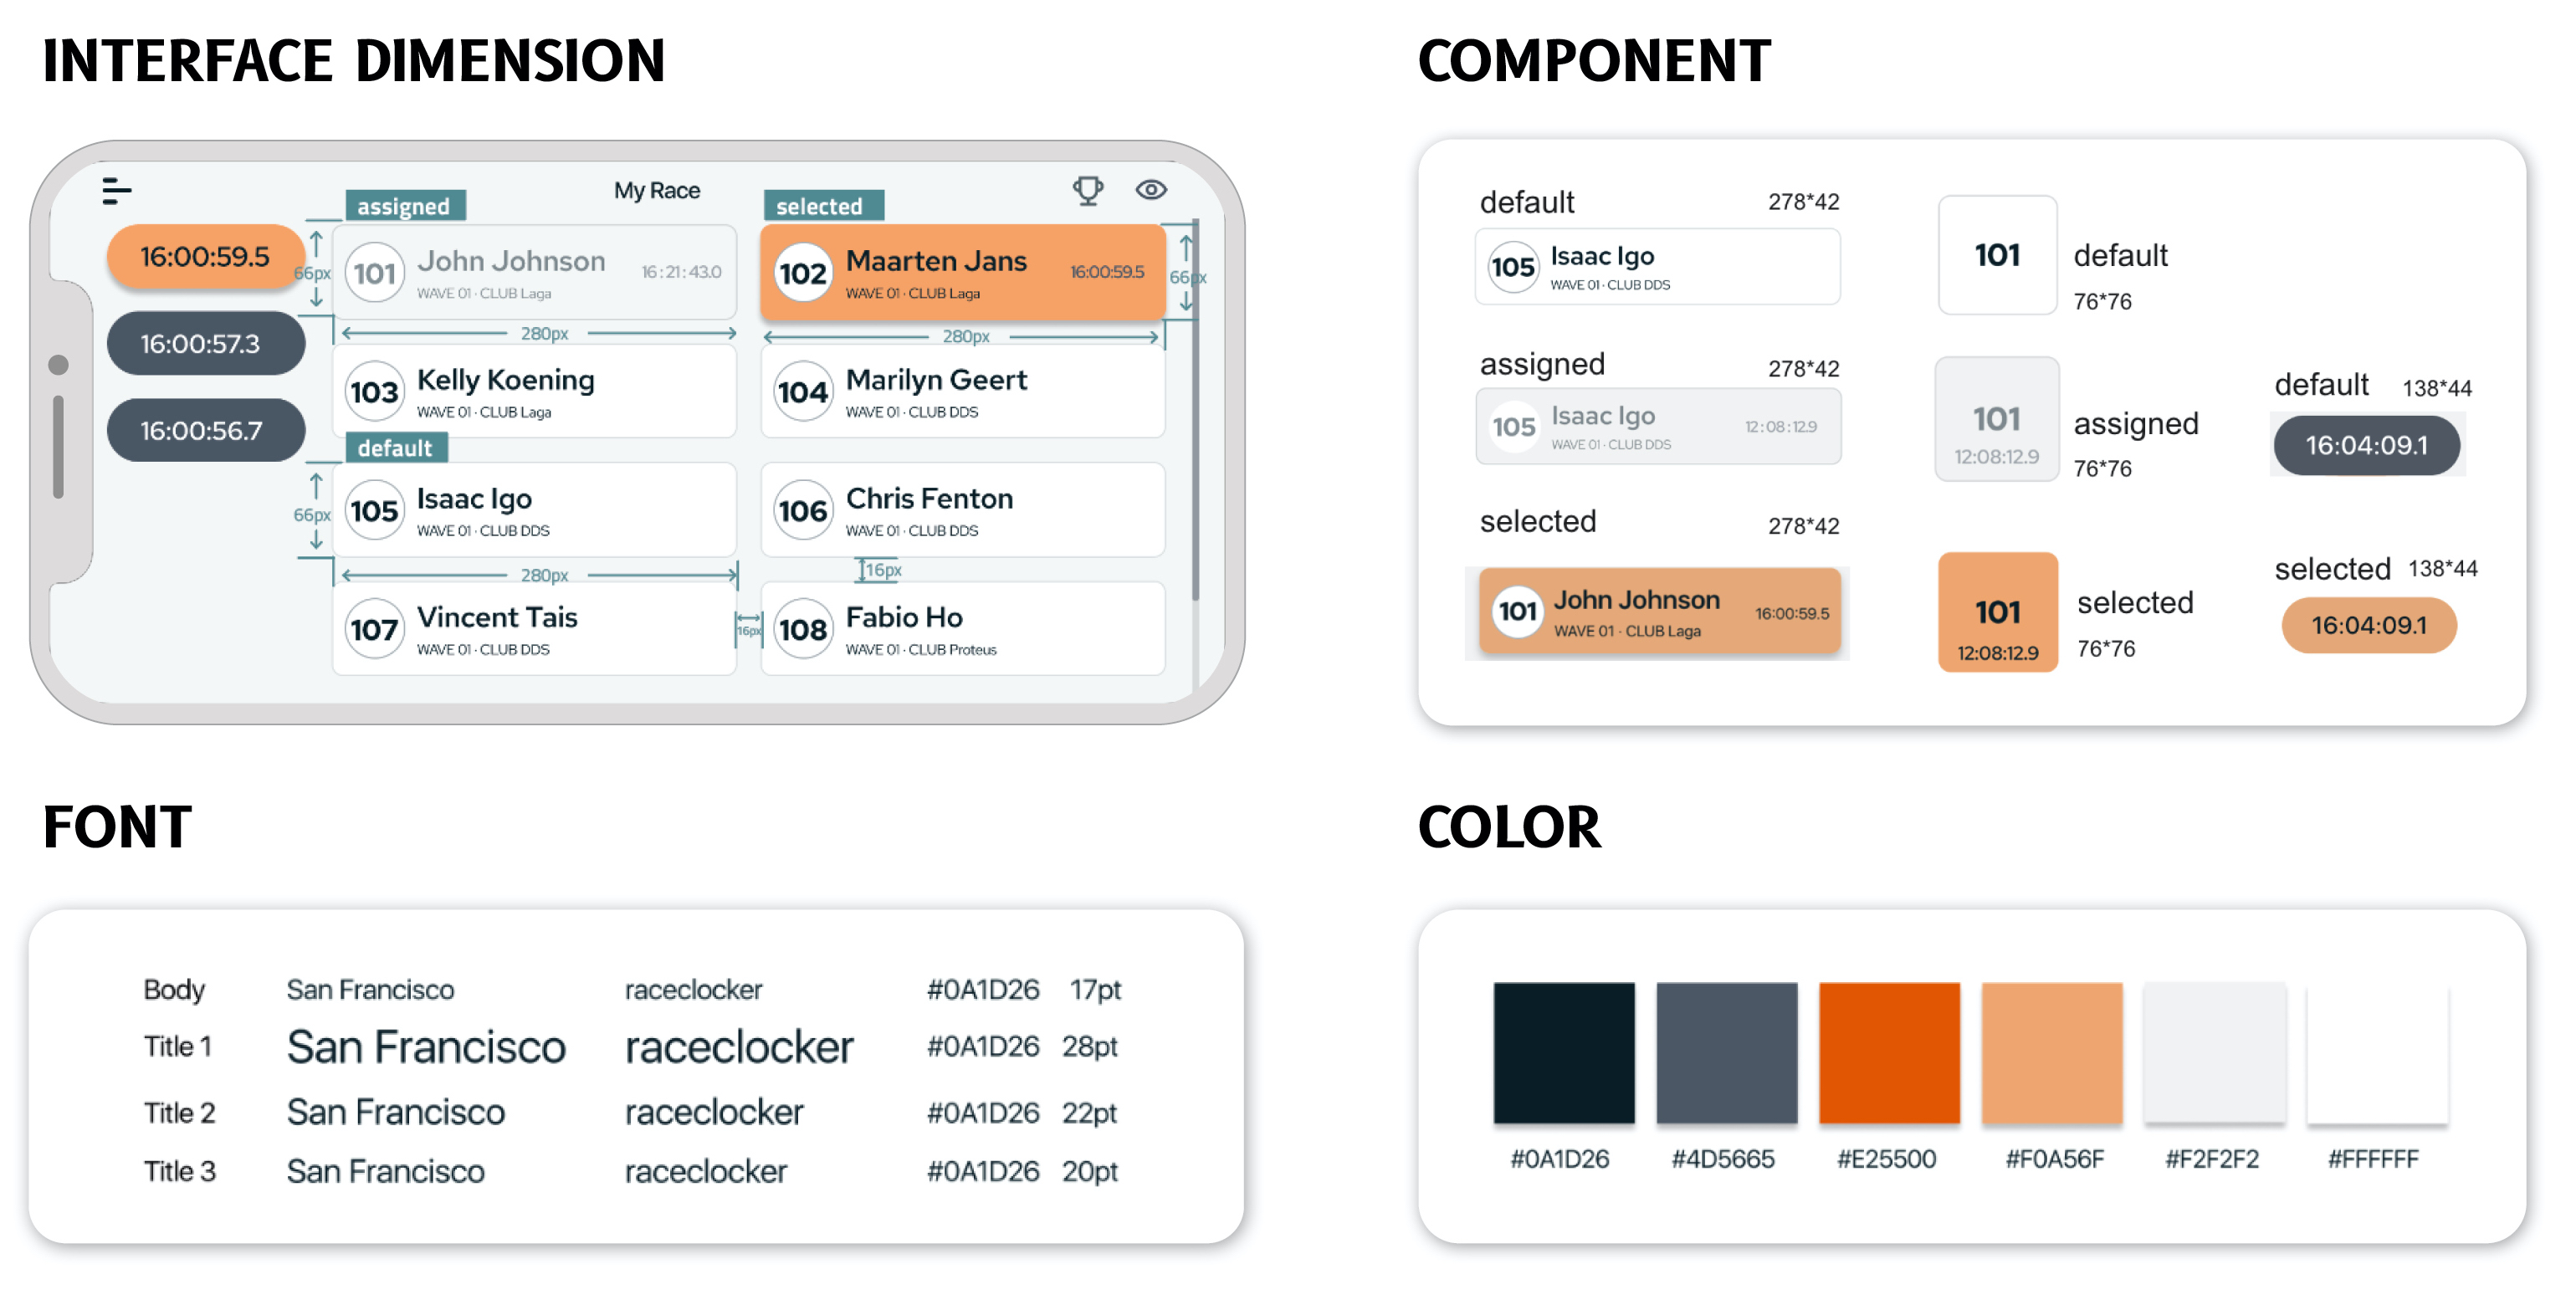 INTERFACE DIMENSION
My Race
assigned
selected
16:00:59.5
16:00:57.3
16:00:56.7
66px
101
John Johnson
16:21:43.0
WAVE 01 · CLUB Laga
280px
102
Maarten Jans
16:00:59.5
WAVE 01 · CLUB Laga
66px
280px
103
Kelly Koening
WAVE 01 · CLUB Laga
104
Marilyn Geert
WAVE 01 · CLUB DDS
default
66px
105
Isaac Igo
WAVE 01 · CLUB DDS
280px
106
Chris Fenton
WAVE 01 · CLUB DDS
16px
107
Vincent Tais
WAVE 01 · CLUB DDS
16px
108
Fabio Ho
WAVE 01 · CLUB Proteus
COMPONENT
default 278*42
105
Isaac Igo
WAVE 01 · CLUB DDS
assigned 278*42
105
Isaac Igo
12:08:12.9
WAVE 01 · CLUB DDS
selected 278*42
101
John Johnson
16:00:59.5
WAVE 01 · CLUB Laga
101
default
76*76
101
12:08:12.9
assigned
76*76
101
12:08:12.9
selected
76*76
default 138*44
16:04:09.1
selected 138*44
16:04:09.1
FONT
Body San Francisco raceclocker #0A1D26 17pt
Title 1 San Francisco raceclocker #0A1D26 28pt
Title 2 San Francisco raceclocker #0A1D26 22pt
Title 3 San Francisco raceclocker #0A1D26 20pt
COLOR
#0A1D26 #4D5665 #E25500 #F0A56F #F2F2F2 #FFFFFF